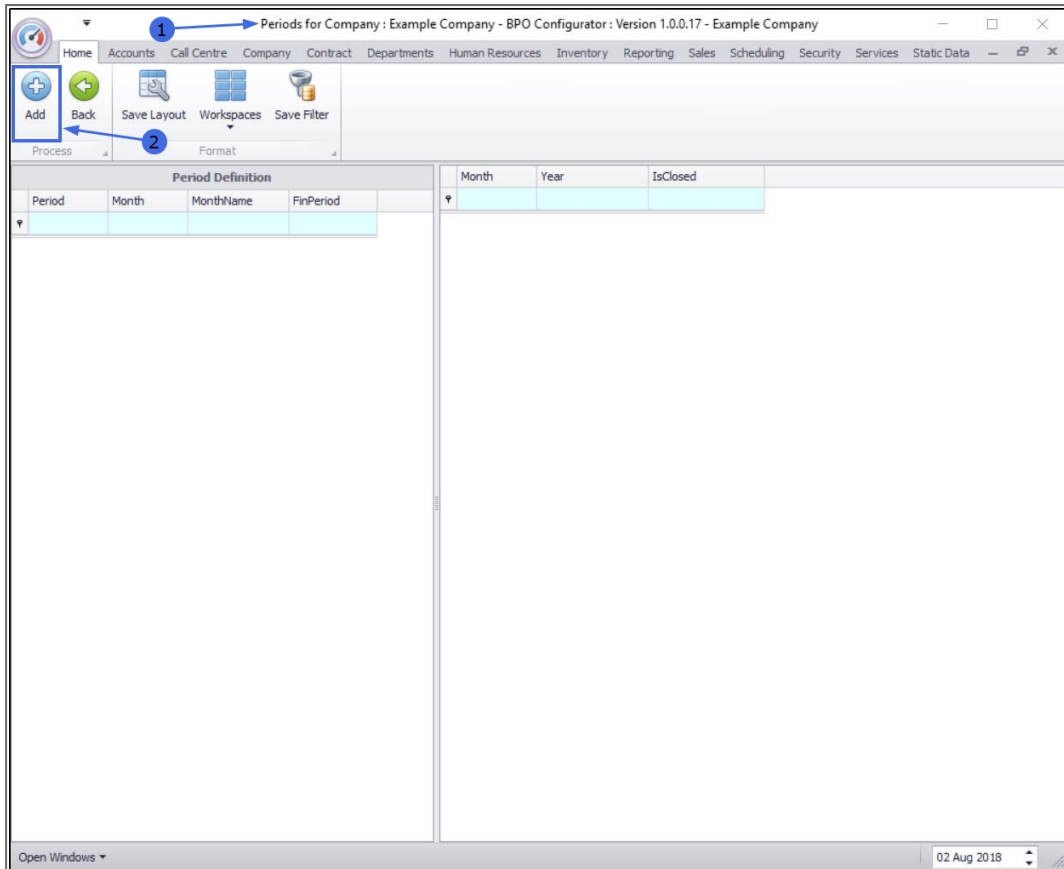 1
Periods for Company : Example Company - BPO Configurator : Version 1.0.0.17 - Example Company
Home Accounts Call Centre Company Contract Departments Human Resources Inventory Reporting Sales Scheduling Security Services Static Data
Add Back Save Layout Workspaces Save Filter
2
Process Format
Period Definition
Period Month MonthName FinPeriod
Month Year IsClosed
Open Windows 02 Aug 2018